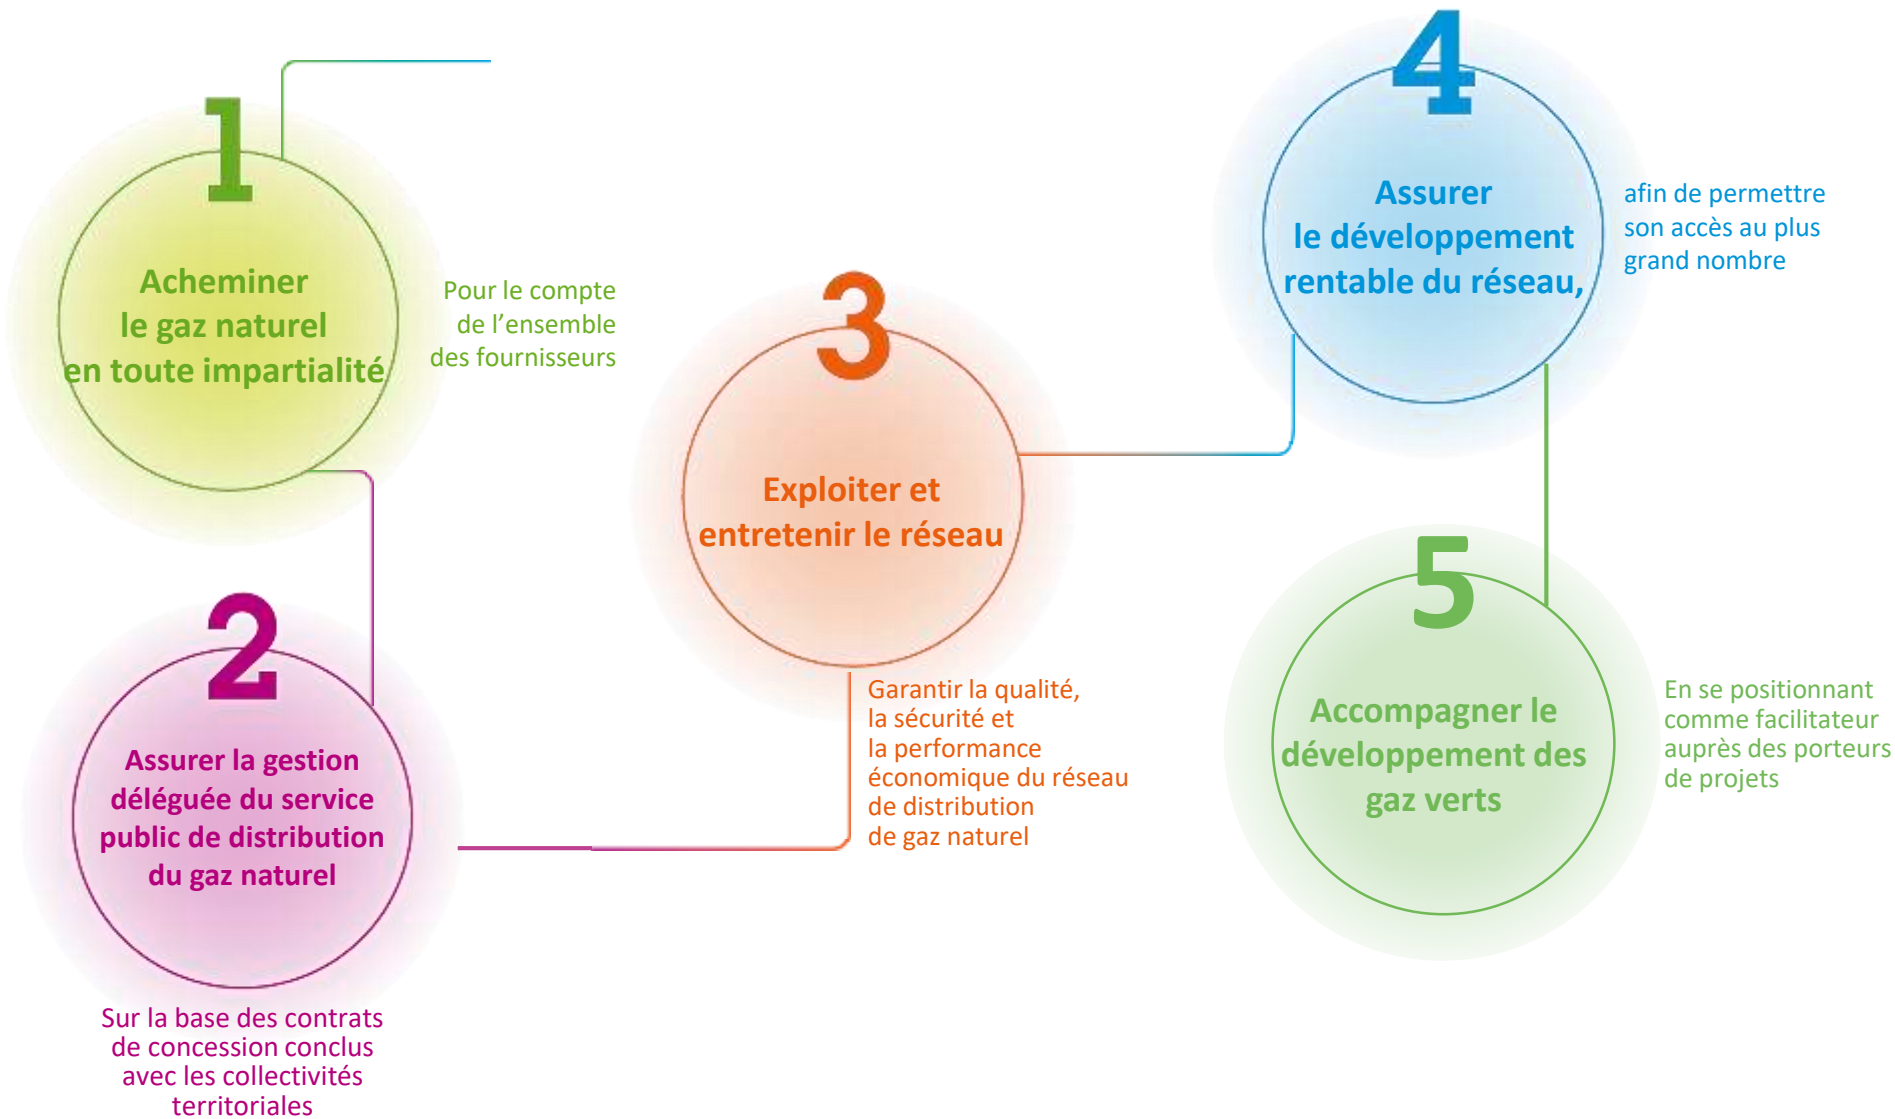 1
Acheminer
le gaz naturel
en toute impartialité
Pour le compte
de l’ensemble
des fournisseurs
2
Assurer la gestion
déléguée du service
public de distribution
du gaz naturel
Sur la base des contrats
de concession conclus
avec les collectivités
territoriales
3
Exploiter et
entretenir le réseau
Garantir la qualité,
la sécurité et
la performance
économique du réseau
de distribution
de gaz naturel
4
Assurer
le développement
rentable du réseau,
afin de permettre
son accès au plus
grand nombre
5
Accompagner le
développement des
gaz verts
En se positionnant
comme facilitateur
auprès des porteurs
de projets